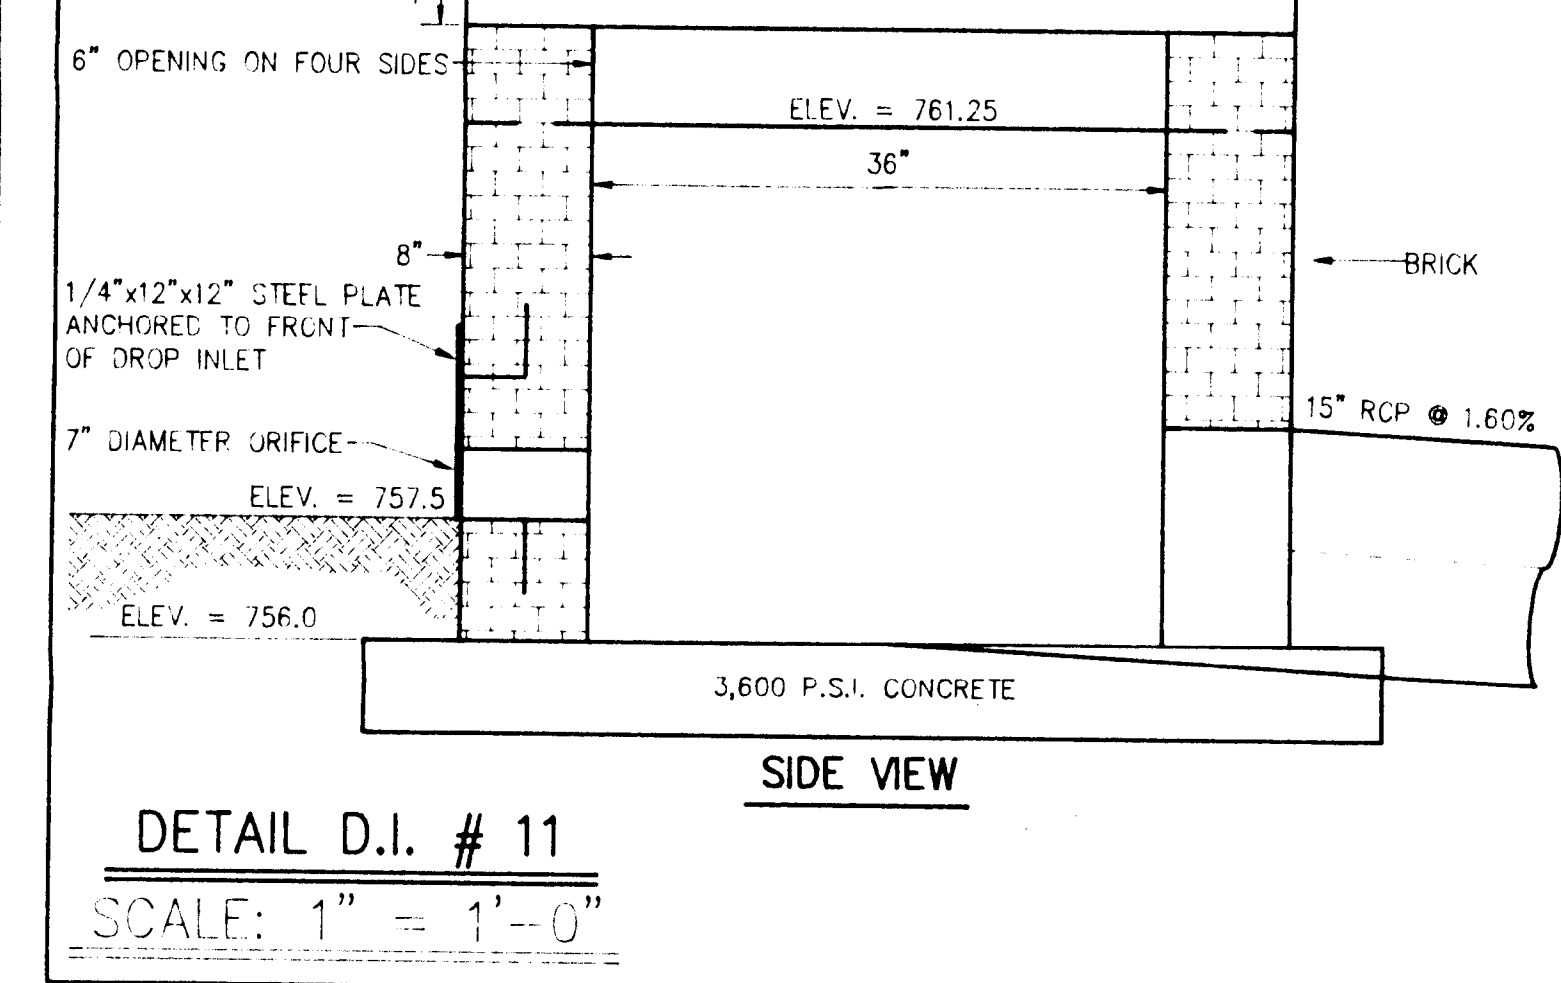 6" OPENING ON FOUR SIDES
ELEV. = 761.25
36"
8"
BRICK
1/4"x12"x12" STEEL PLATE
ANCHORED TO FRONT
OF DROP INLET
15" RCP @ 1.60%
7" DIAMETER ORIFICE
ELEV. = 757.5
ELEV. = 756.0
3,600 P.S.I. CONCRETE
SIDE VIEW
DETAIL D.I. # 11
SCALE: 1" = 1'-0"